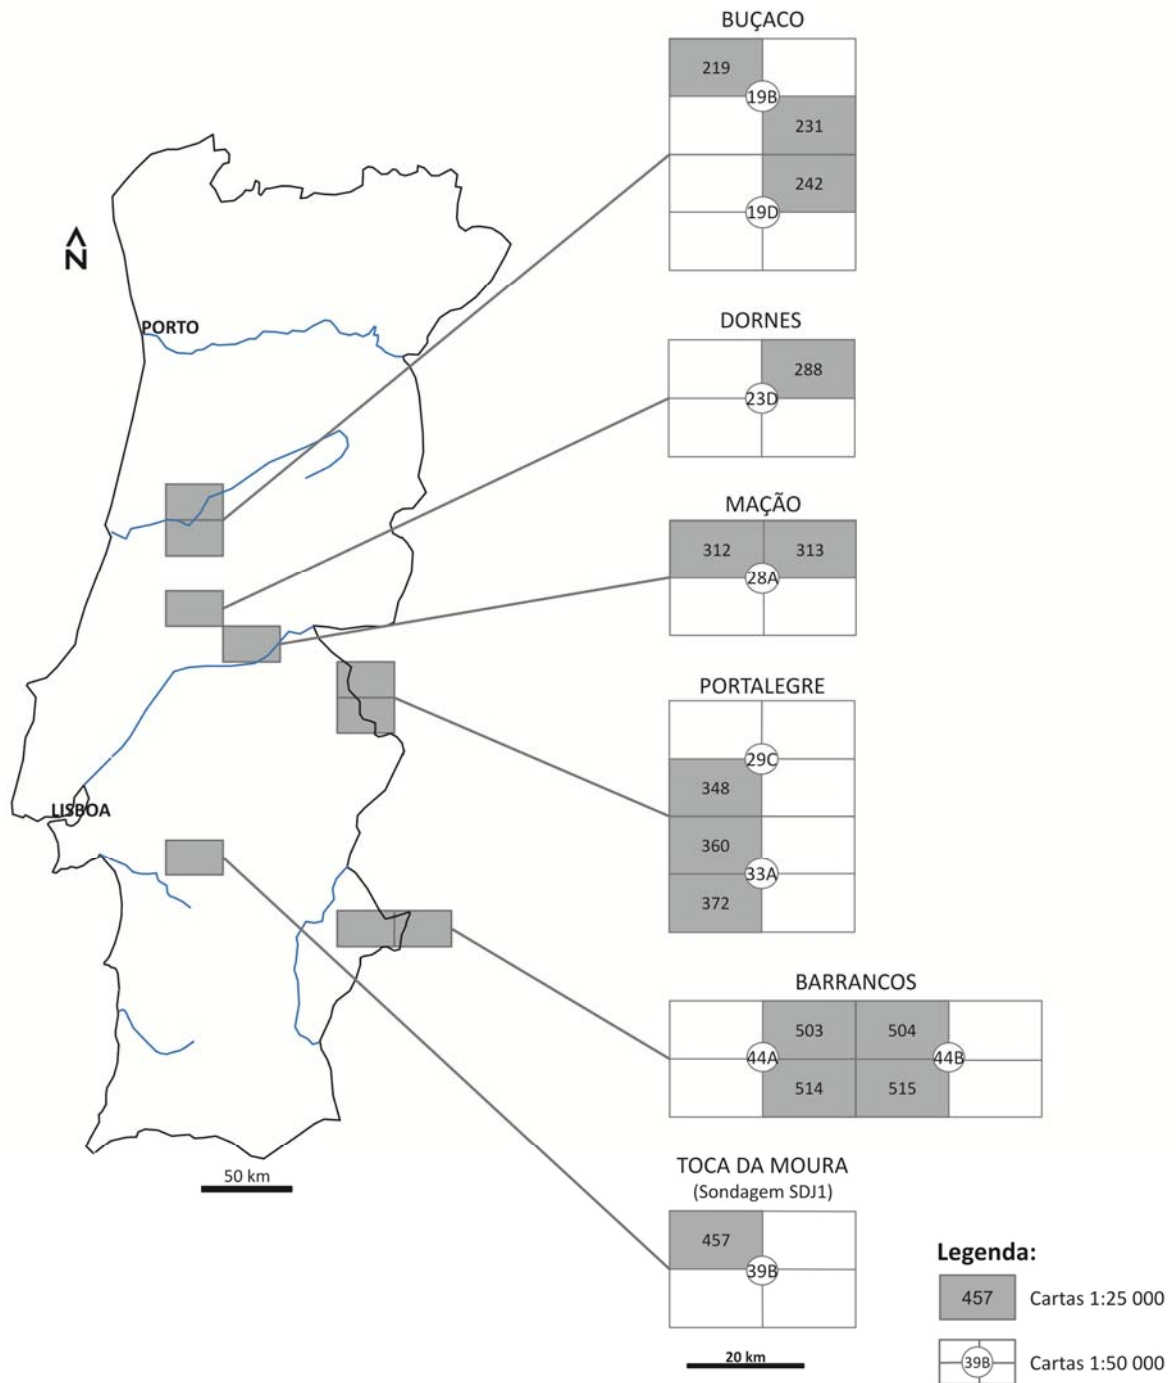 BUÇACO
219
19B
231
242
19D
N
PORTO
DORNES
288
23D
MAÇÃO
312 313
28A
PORTALEGRE
29C
348
360
33A
372
LISBOA
BARRANCOS
503 504
44A 44B
514 515
50 km
TOCA DA MOURA
(Sondagem SDJ1)
457
39B
20 km
Legenda:
457 Cartas 1:25 000
39B Cartas 1:50 000